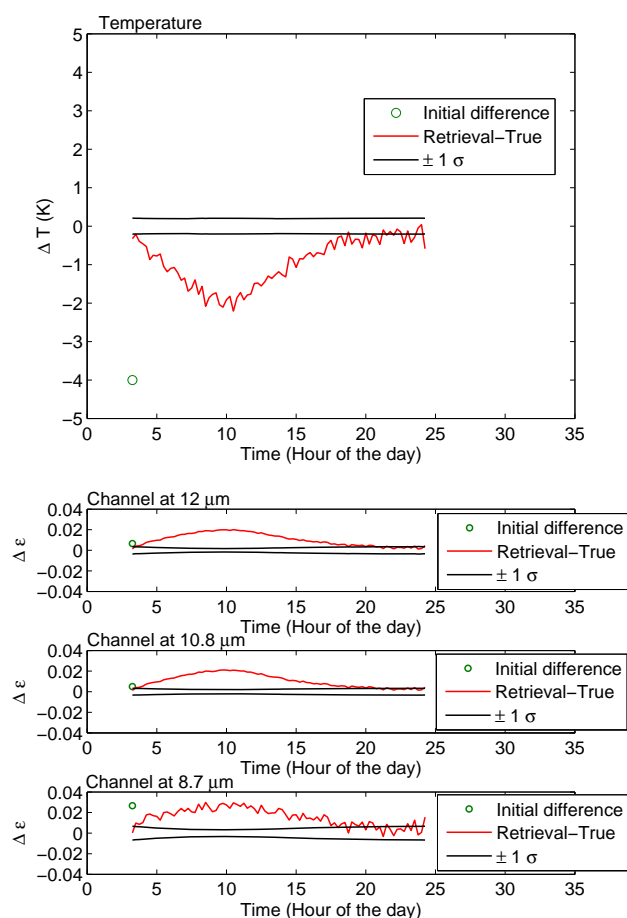 Temperature
5
4
3
2
1
0
−1
−2
−3
−4
−5
Δ T (K)
0 5 10 15 20 25 30 35
Time (Hour of the day)
Initial difference
Retrieval−True
± 1 σ
Channel at 12 μm
0.04
0.02
0
−0.02
−0.04
Δ ε
0 5 10 15 20 25 30 35
Time (Hour of the day)
Initial difference
Retrieval−True
± 1 σ
Channel at 10.8 μm
0.04
0.02
0
−0.02
−0.04
Δ ε
0 5 10 15 20 25 30 35
Time (Hour of the day)
Initial difference
Retrieval−True
± 1 σ
Channel at 8.7 μm
0.04
0.02
0
−0.02
−0.04
Δ ε
0 5 10 15 20 25 30 35
Time (Hour of the day)
Initial difference
Retrieval−True
± 1 σ